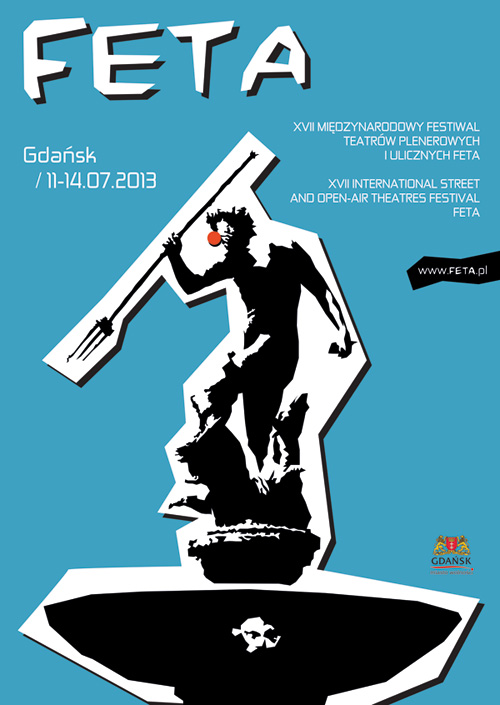 FETA
XVII MIĘDZYNARODOWY FESTIWAL
TEATRÓW PLENEROWYCH
I ULICZNYCH FETA
Gdańsk
/ 11-14.07.2013
XVII INTERNATIONAL STREET
AND OPEN-AIR THEATRES FESTIVAL
FETA
www.FETA.pl
GDAŃSK